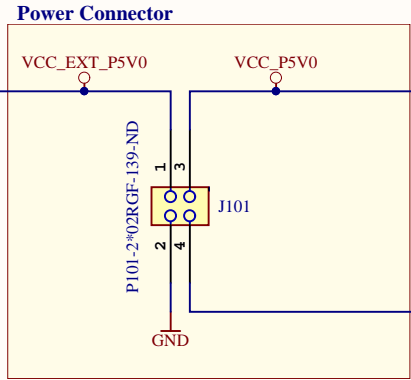 Power Connector
VCC_EXT_P5V0
VCC_P5V0
P101-2*02RGF-139-ND
1
3
J101
2
4
GND